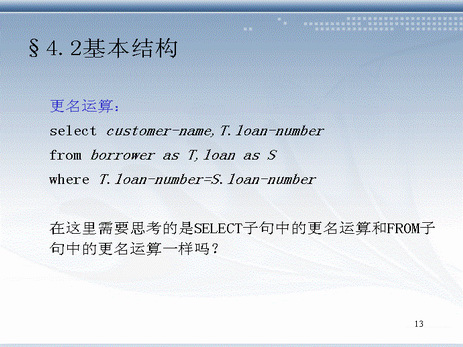 §4.2基本结构
更名运算：
select customer-name,T.loan-number
from borrower as T,loan as S
where T.loan-number=S.loan-number
在这里需要思考的是SELECT子句中的更名运算和FROM子
句中的更名运算一样吗？
13